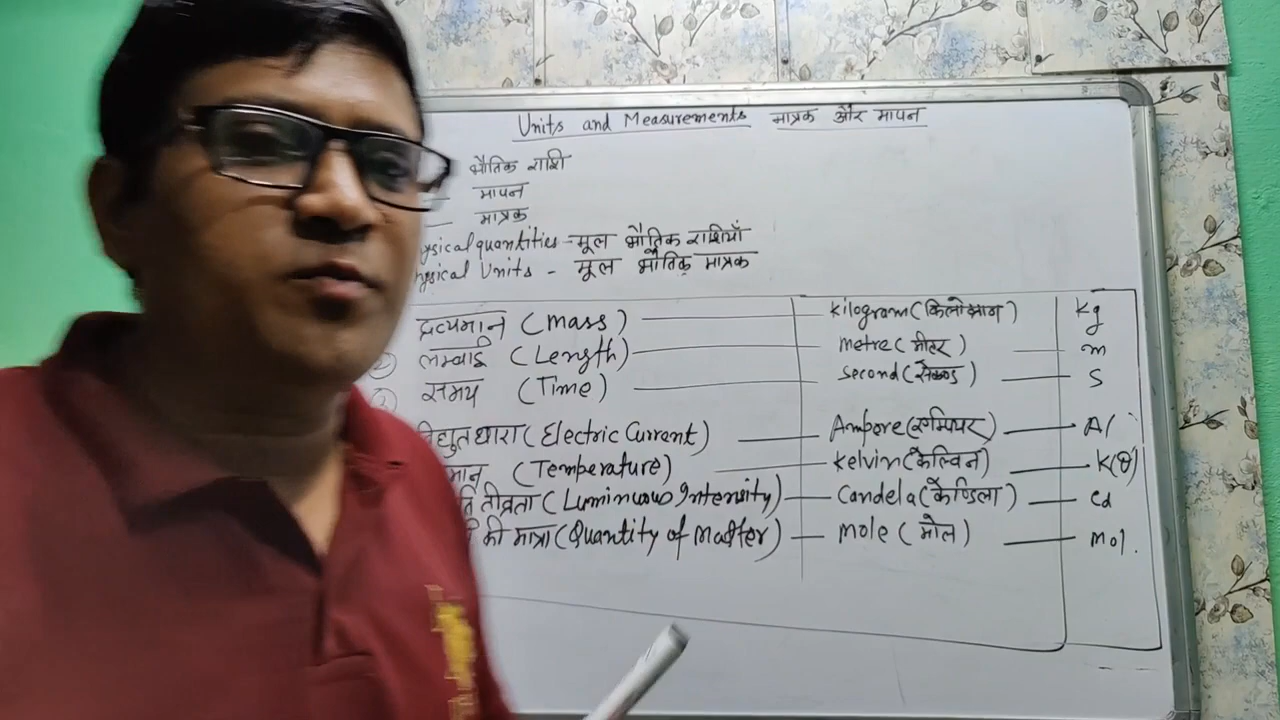 Units and Measurements मात्रक और मापन
भौतिक राशि
मापन
मात्रक
ysical quantities - मूल भौतिक राशियाँ
ysical Units - मूल भौतिक मात्रक
द्रव्यमान (Mass) kilogram (किलोग्राम) Kg
लम्बाई (Length) metre (मीटर) m
समय (Time) second (सेकण्ड) S
विद्युत धारा (Electric Current) Ampere (एम्पियर) A
मान (Temperature) Kelvin (केल्विन) K(θ)
ति तीव्रता (Luminuous Intensity) Candela (कैण्डिला) Cd
की मात्रा (Quantity of Matter) mole (मोल) mol.